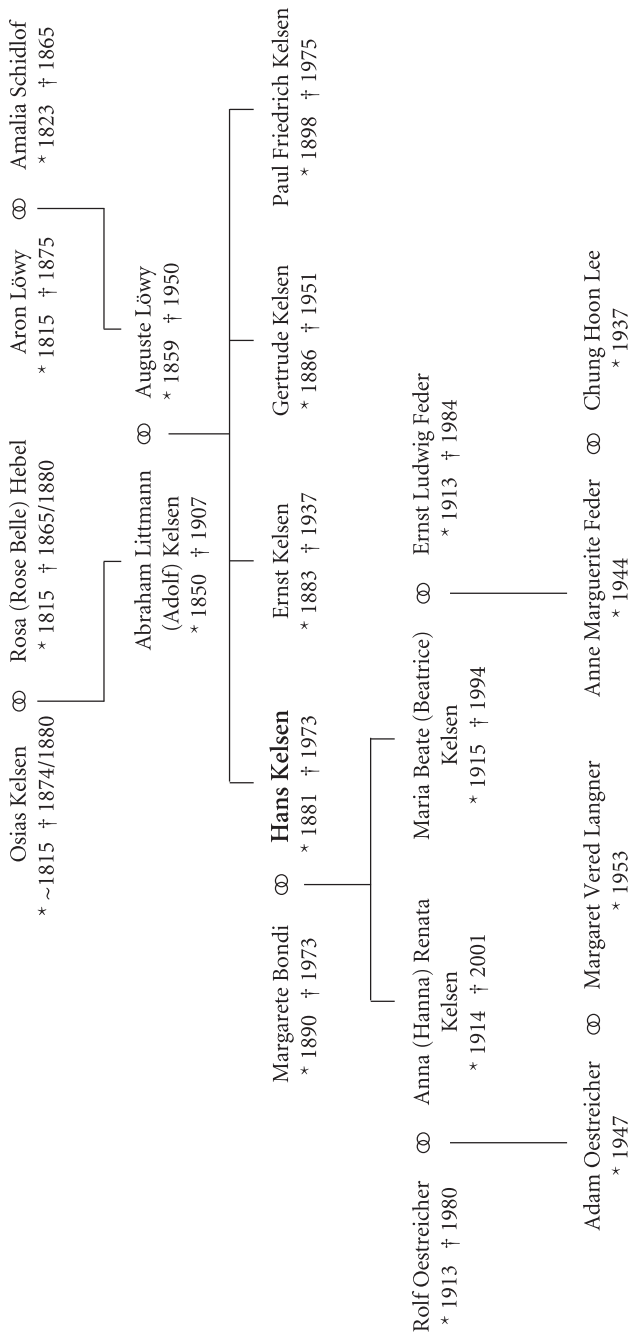 Osias Kelsen ⚭ Rosa (Rose Belle) Hebel
* ~1815 † 1874/1880
* 1815 † 1865/1880
Aron Löwy ⚭ Amalia Schidlof
* 1815 † 1875
* 1823 † 1865
Abraham Littmann
(Adolf) Kelsen
* 1850 † 1907
⚭
Auguste Löwy
* 1859 † 1950
Margarete Bondi
* 1890 † 1973
⚭
Hans Kelsen
* 1881 † 1973
Ernst Kelsen
* 1883 † 1937
Gertrude Kelsen
* 1886 † 1951
Paul Friedrich Kelsen
* 1898 † 1975
Rolf Oestreicher
* 1913 † 1980
⚭
Anna (Hanna) Renata
Kelsen
* 1914 † 2001
Maria Beate (Beatrice)
Kelsen
* 1915 † 1994
⚭
Ernst Ludwig Feder
* 1913 † 1984
Adam Oestreicher
* 1947
⚭
Margaret Vered Langner
* 1953
Anne Marguerite Feder
* 1944
⚭
Chung Hoon Lee
* 1937